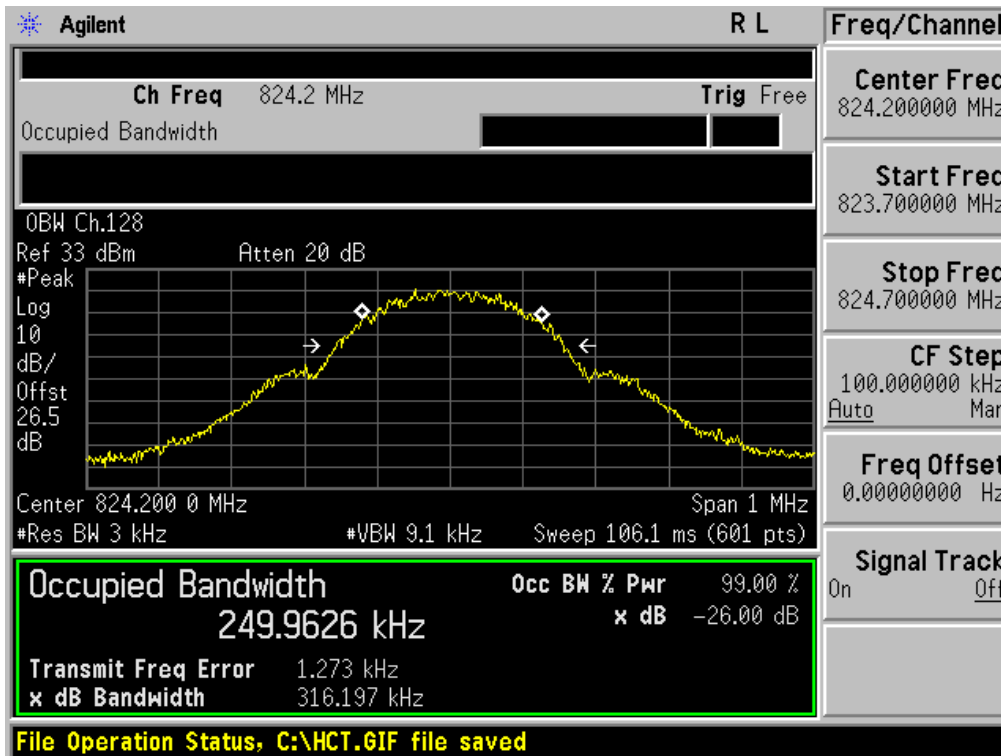 Agilent
R L
Freq/Channel
Ch Freq 824.2 MHz
Trig Free
Occupied Bandwidth
Center Freq
824.200000 MHz
Start Freq
823.700000 MHz
Stop Freq
824.700000 MHz
CF Step
100.000000 kHz
Auto Man
Freq Offset
0.00000000 Hz
Signal Track
On Off
OBW Ch.128
Ref 33 dBm
Atten 20 dB
#Peak
Log
10
dB/
Offst
26.5
dB
Center 824.200 0 MHz
Span 1 MHz
#Res BW 3 kHz
#VBW 9.1 kHz
Sweep 106.1 ms (601 pts)
Occupied Bandwidth
249.9626 kHz
Occ BW % Pwr 99.00 %
x dB -26.00 dB
Transmit Freq Error 1.273 kHz
x dB Bandwidth 316.197 kHz
File Operation Status, C:\HCT.GIF file saved